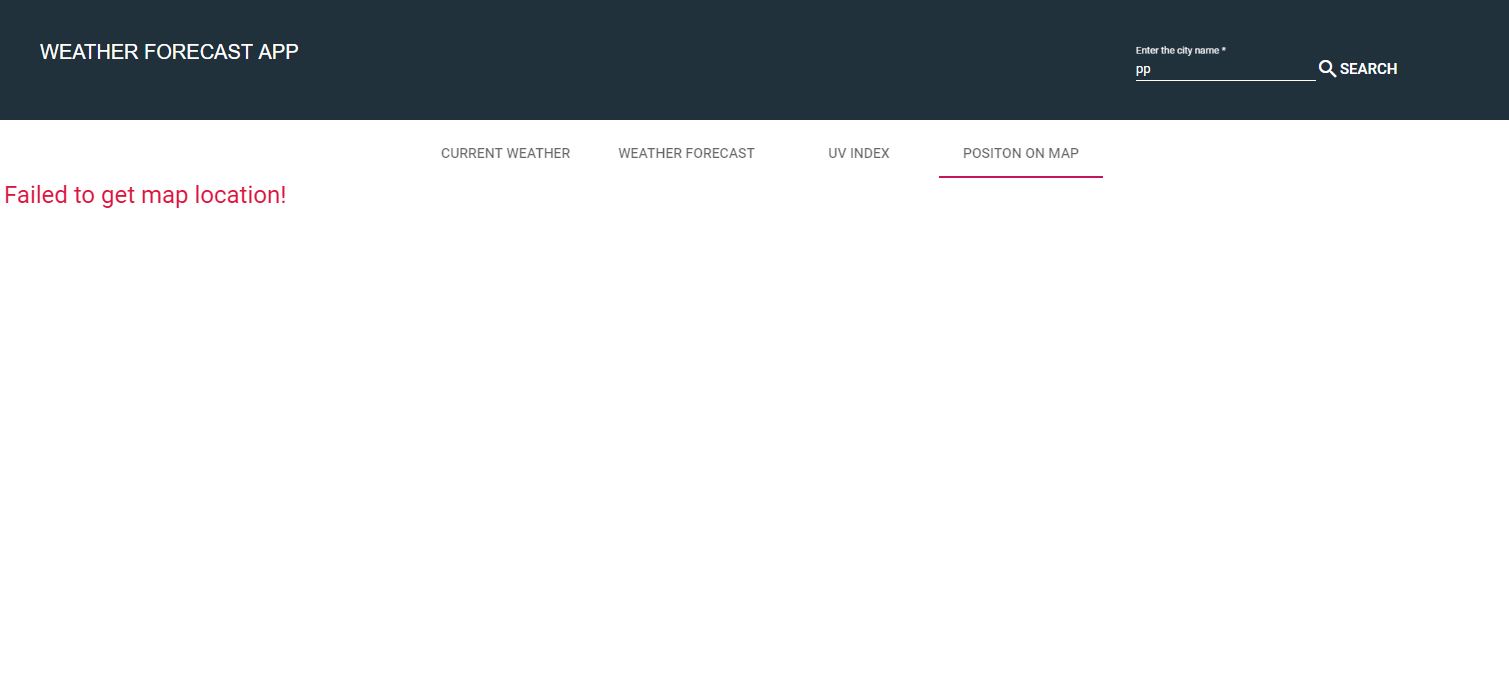 WEATHER FORECAST APP
Enter the city name *
pp
SEARCH
CURRENT WEATHER
WEATHER FORECAST
UV INDEX
POSITON ON MAP
Failed to get map location!